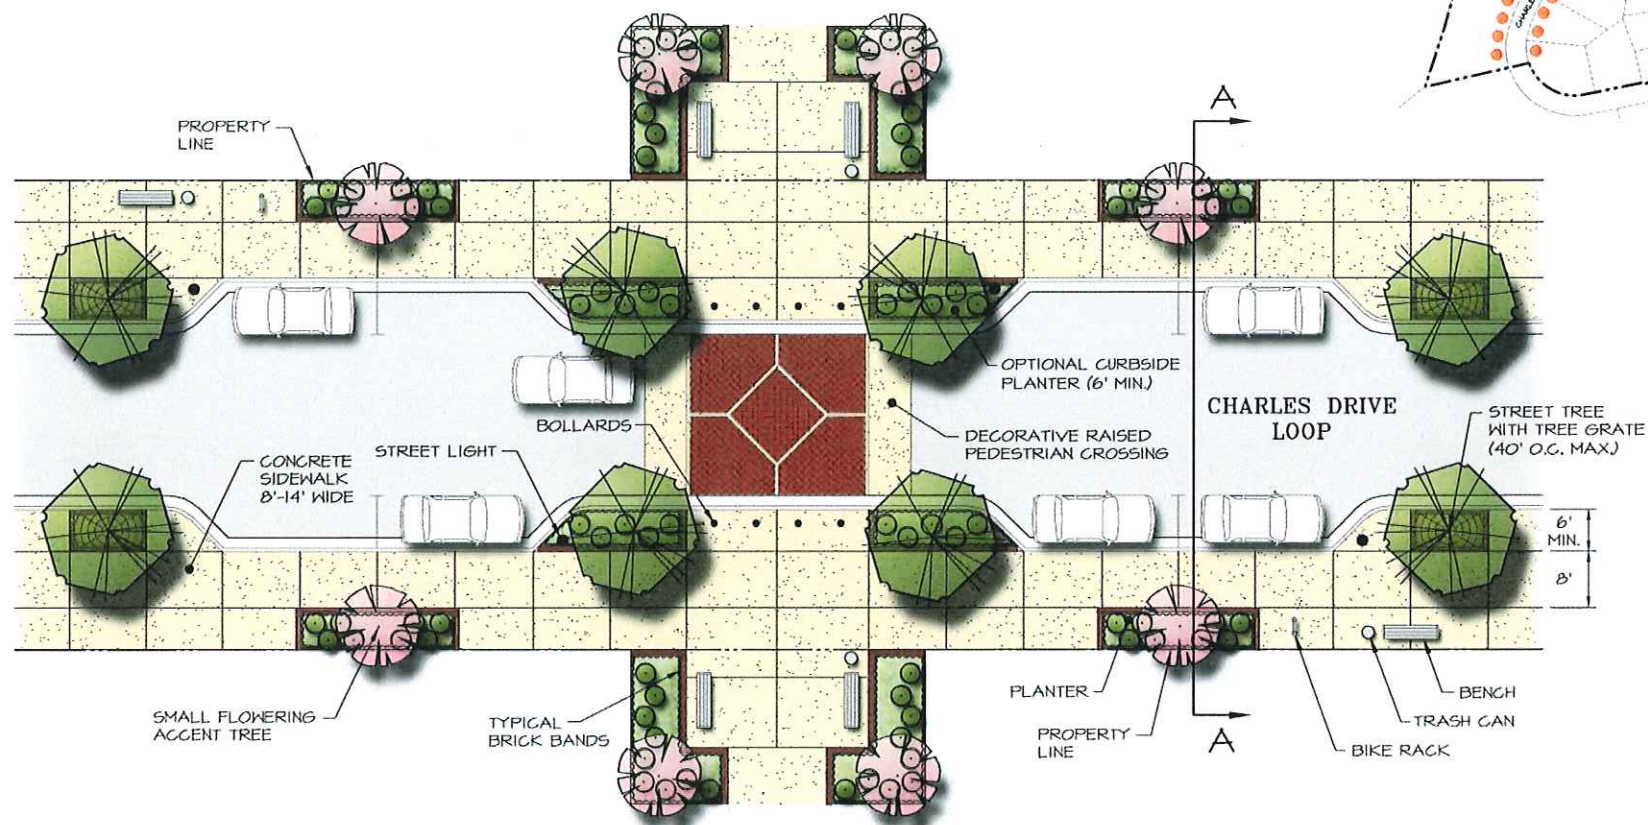 A
PROPERTY
LINE
OPTIONAL CURBSIDE
PLANTER (6' MIN.)
CHARLES DRIVE
LOOP
STREET TREE
WITH TREE GRATE
(40' O.C. MAX.)
BOLLARDS
STREET LIGHT
DECORATIVE RAISED
PEDESTRIAN CROSSING
CONCRETE
SIDEWALK
8'-14' WIDE
6'
MIN.
8'
SMALL FLOWERING
ACCENT TREE
TYPICAL
BRICK BANDS
PLANTER
PROPERTY
LINE
A
BENCH
TRASH CAN
BIKE RACK